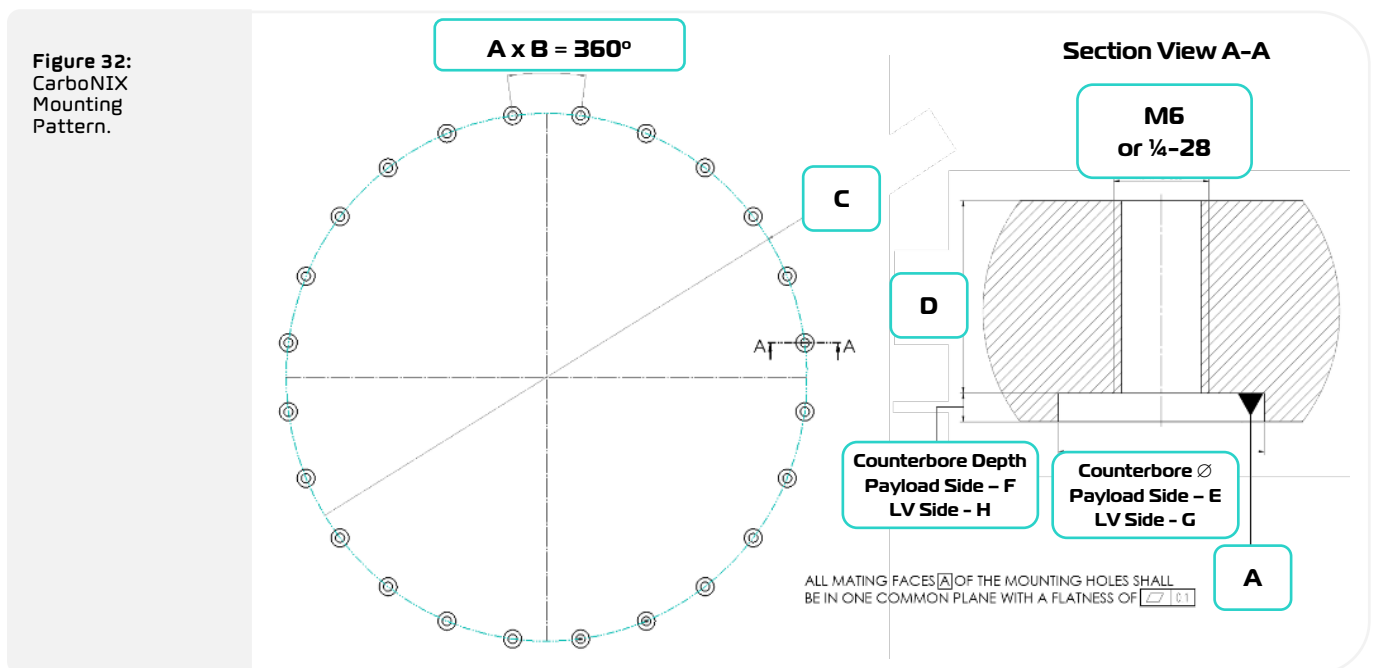 Figure 32:
CarboNIX
Mounting
Pattern.
A x B = 360º
C
A A
Section View A-A
M6
or ¼-28
D
Counterbore Depth
Payload Side – F
LV Side - H
Counterbore ∅
Payload Side – E
LV Side - G
A
ALL MATING FACES A OF THE MOUNTING HOLES SHALL
BE IN ONE COMMON PLANE WITH A FLATNESS OF